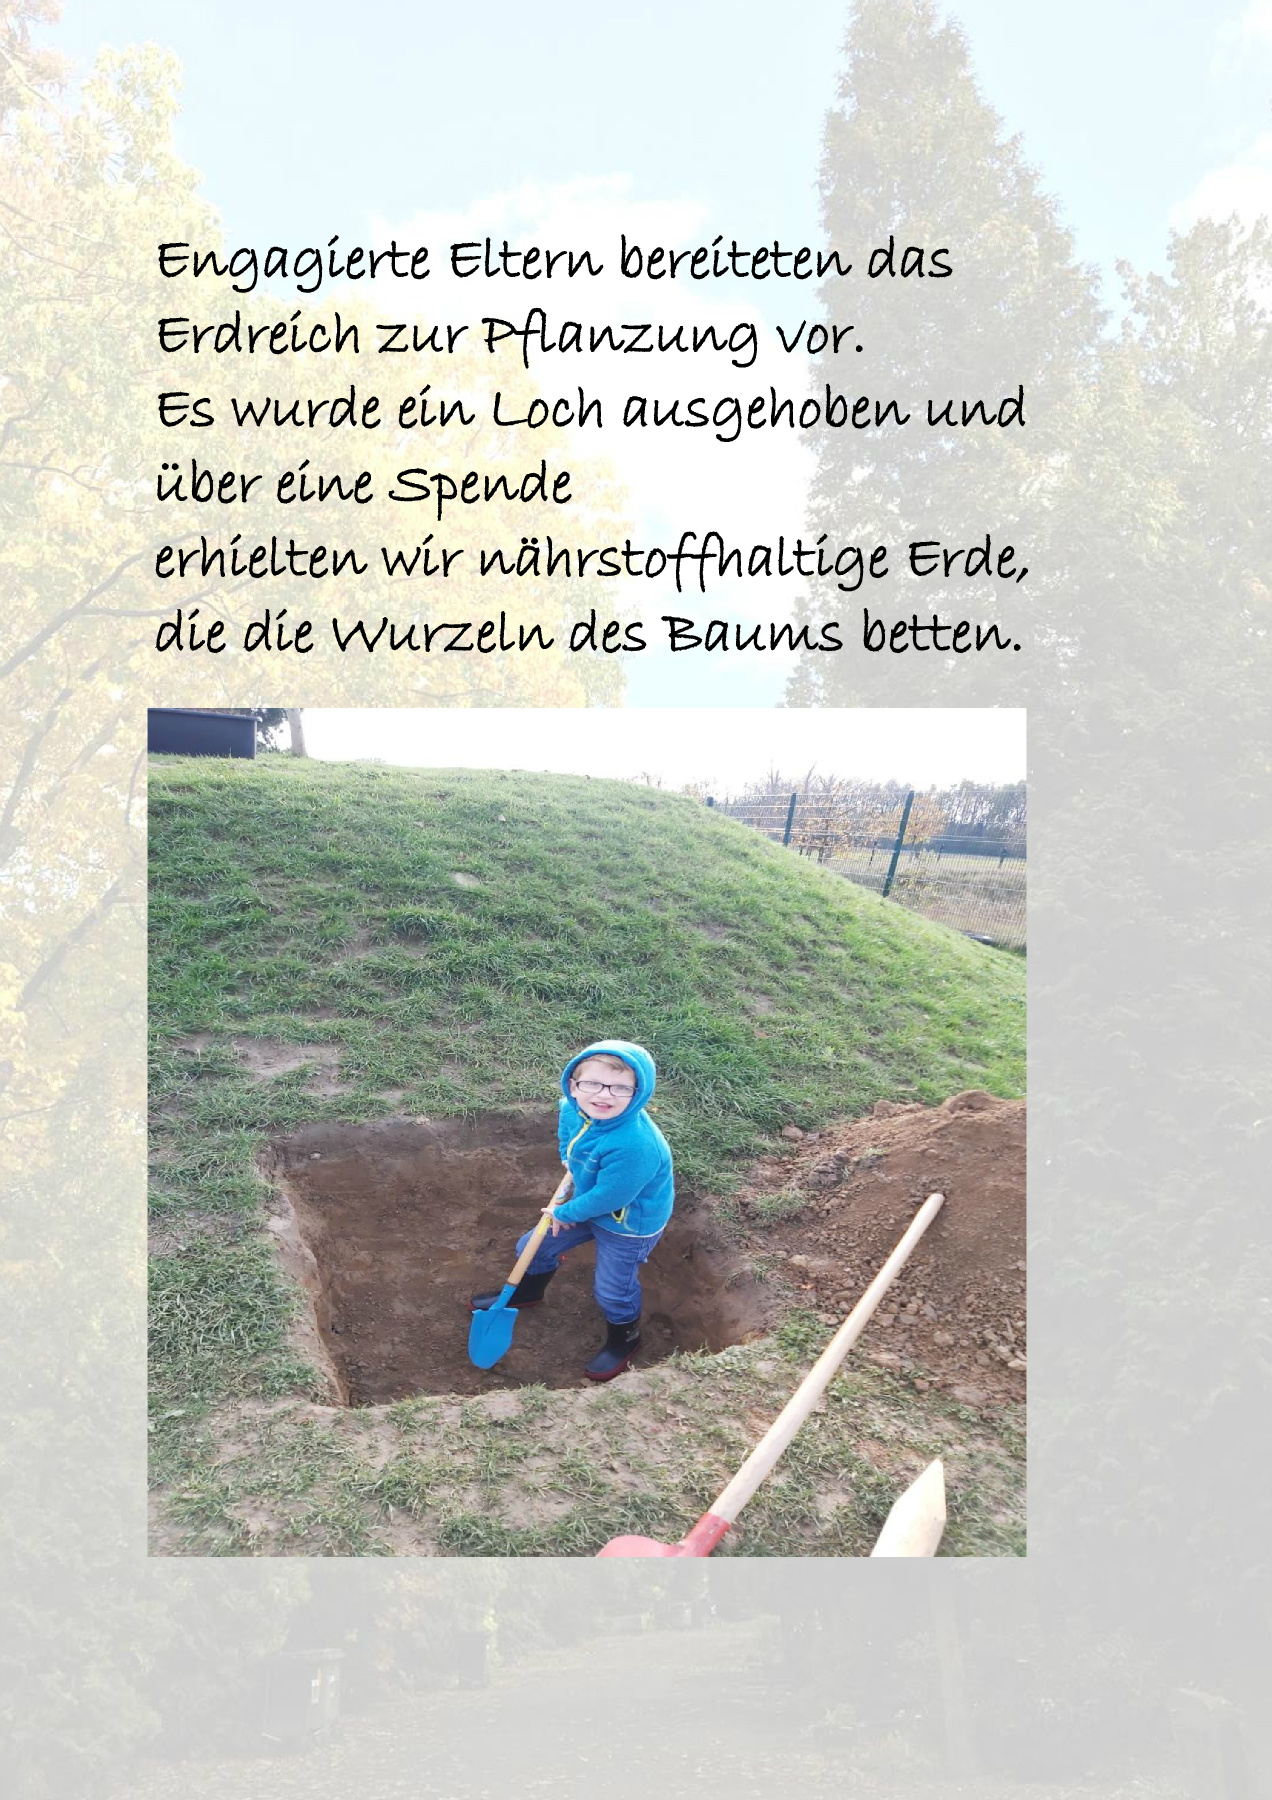 Engagierte Eltern bereiteten das
Erdreich zur Pflanzung vor.
Es wurde ein Loch ausgehoben und
über eine Spende
erhielten wir nährstoffhaltige Erde,
die die Wurzeln des Baums betten.